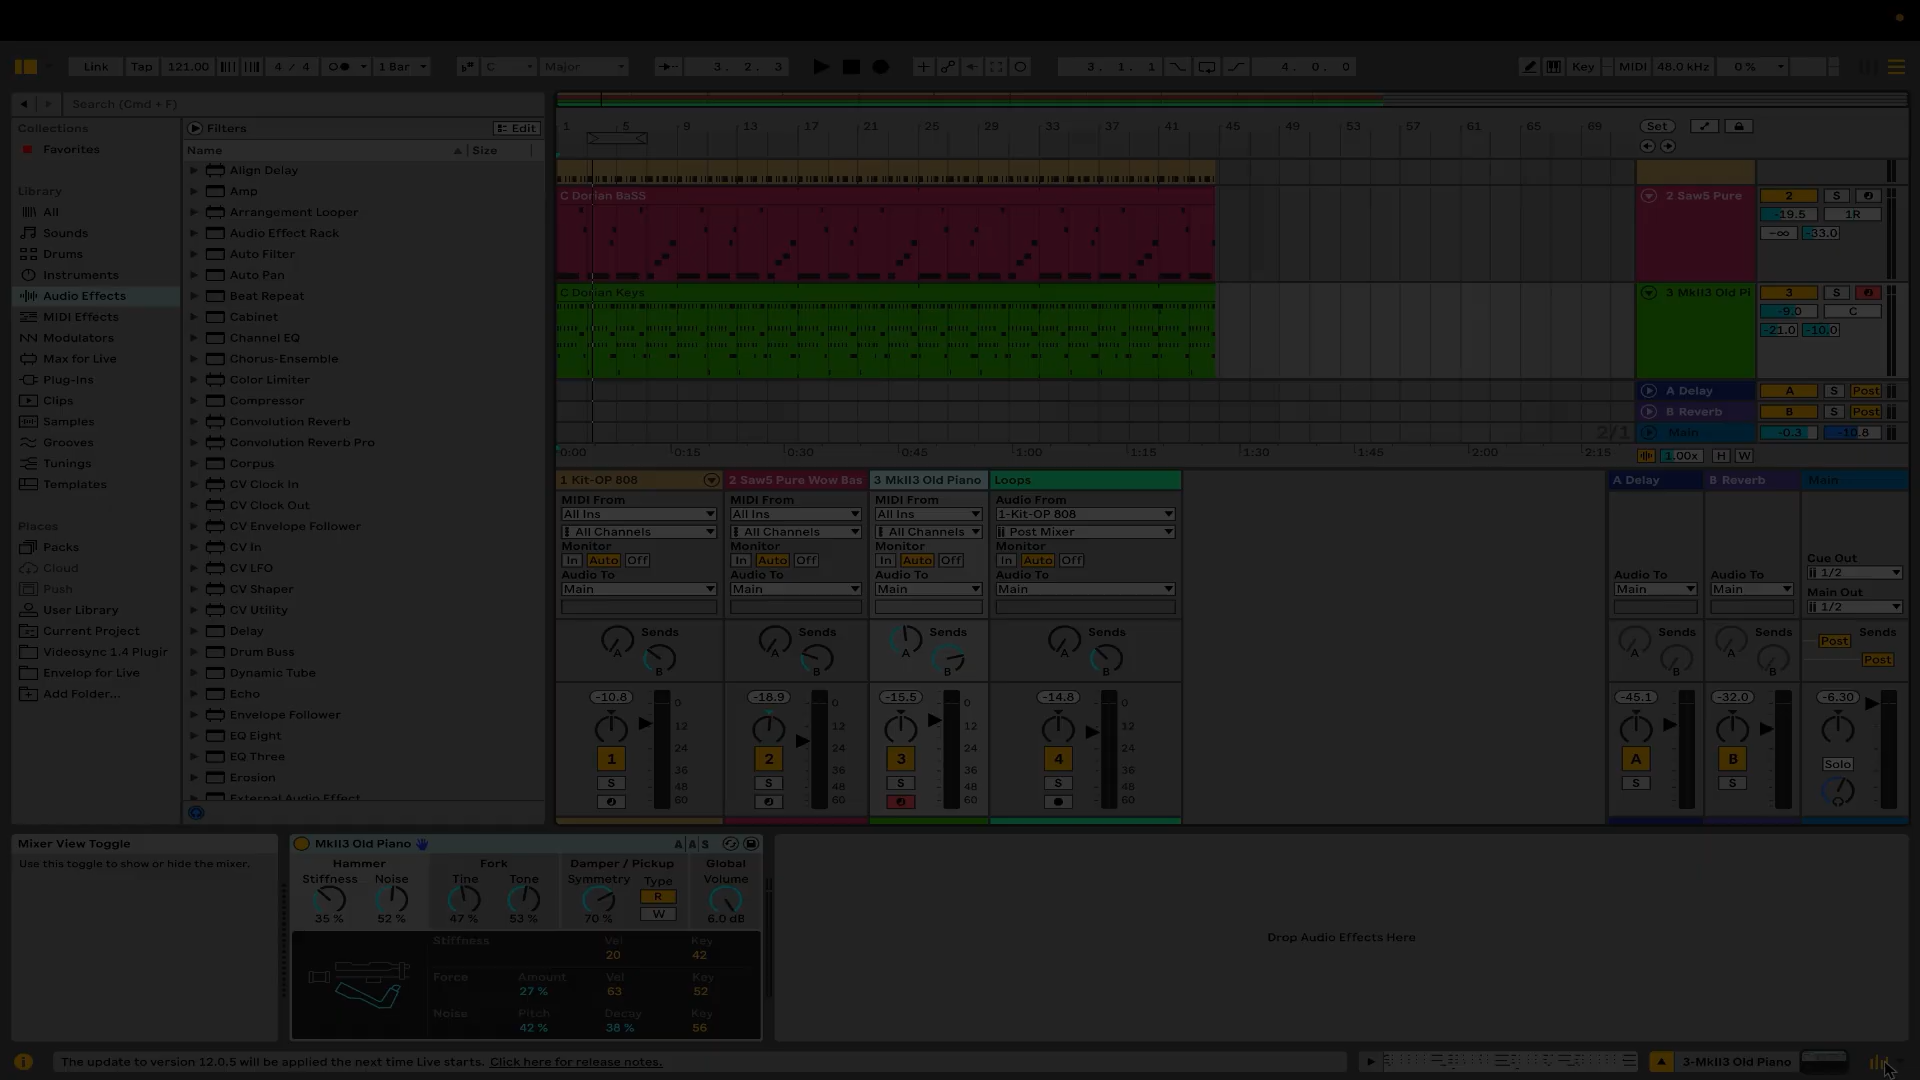 Link Tap 121.00 4 / 4 1 Bar C Major 3. 2. 3 3. 1. 1 4. 0. 0 Key MIDI 48.0 kHz 0 %
Search (Cmd + F)
Collections
Favorites
Library
All
Sounds
Drums
Instruments
Audio Effects
MIDI Effects
Modulators
Max for Live
Plug-Ins
Clips
Samples
Grooves
Tunings
Templates
Places
Packs
Cloud
Push
User Library
Current Project
Videosync 1.4 Plugir
Envelop for Live
Add Folder...
Filters Edit
Name Size
Align Delay
Amp
Arrangement Looper
Audio Effect Rack
Auto Filter
Auto Pan
Beat Repeat
Cabinet
Channel EQ
Chorus-Ensemble
Color Limiter
Compressor
Convolution Reverb
Convolution Reverb Pro
Corpus
CV Clock In
CV Clock Out
CV Envelope Follower
CV In
CV LFO
CV Shaper
CV Utility
Delay
Drum Buss
Dynamic Tube
Echo
Envelope Follower
EQ Eight
EQ Three
Erosion
External Audio Effect
1 5 9 13 17 21 25 29 33 37 41 45 49 53 57 61 65 69 Set
C Dorian BaSS 2 Saw5 Pure 2 S
-19.5 1R
-∞ -33.0
C Dorian Keys 3 MkII3 Old Pi 3 S
-9.0 C
-21.0 -10.0
A Delay A S Post
B Reverb B S Post
2/1 Main -0.3 -10.8
0:00 0:15 0:30 0:45 1:00 1:15 1:30 1:45 2:00 2:15 1.00x H W
1 Kit-OP 808 2 Saw5 Pure Wow Bas 3 MkII3 Old Piano Loops A Delay B Reverb Main
MIDI From MIDI From MIDI From Audio From
All Ins All Ins All Ins 1-Kit-OP 808
All Channels All Channels All Channels Post Mixer
Monitor Monitor Monitor Monitor Cue Out
In Auto Off In Auto Off In Auto Off In Auto Off 1/2
Audio To Audio To Audio To Audio To Audio To Audio To Main Out
Main Main Main Main Main Main 1/2
Sends Sends Sends Sends Sends Sends Sends
A A A A A A Post
B B B B B B Post
-10.8 -18.9 -15.5 -14.8 -45.1 -32.0 -6.30
0 0 0 0
12 12 12 12
24 24 24 24
1 2 3 4 A B Solo
36 36 36 36
S S S S S S
48 48 48 48
60 60 60 60
Mixer View Toggle
Use this toggle to show or hide the mixer.
MkII3 Old Piano A A S
Hammer Fork Damper / Pickup Global
Stiffness Noise Tine Tone Symmetry Type Volume
R
W
35 % 52 % 47 % 53 % 70 % 6.0 dB
Stiffness Vel Key
20 42
Force Amount Vel Key
27 % 63 52
Noise Pitch Decay Key
42 % 38 % 56
Drop Audio Effects Here
The update to version 12.0.5 will be applied the next time Live starts. Click here for release notes.
3-MkII3 Old Piano